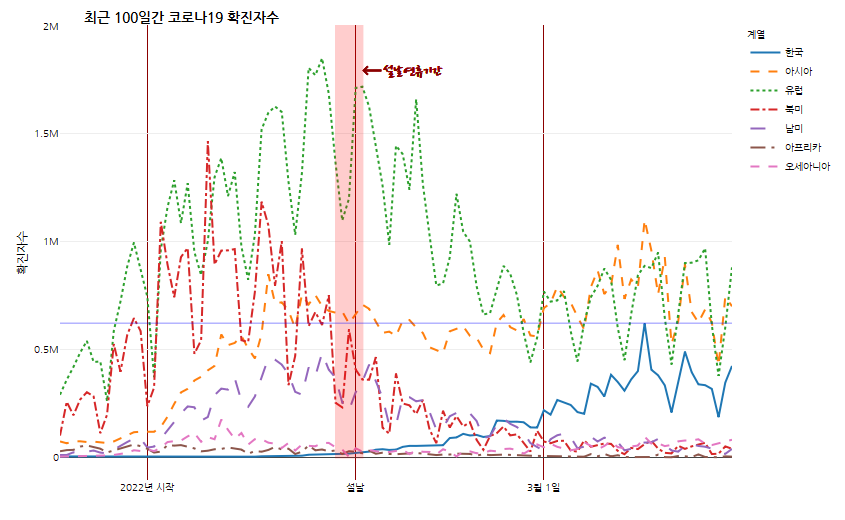 최근 100일간 코로나19 확진자수
계열
한국
아시아
유럽
북미
남미
아프리카
오세아니아
설날연휴기간
2M
1.5M
1M
0.5M
0
확진자수
2022년 시작
설날
3월 1일